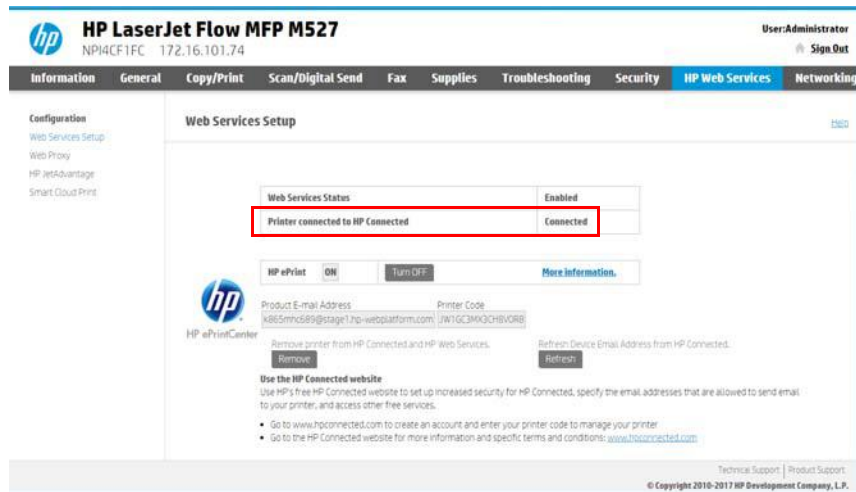 hp
HP LaserJet Flow MFP M527
NPI4CF1FC 172.16.101.74
User:Administrator
Sign Out
Information General Copy/Print Scan/Digital Send Fax Supplies Troubleshooting Security HP Web Services Networking
Configuration
Web Services Setup
Web Proxy
HP JetAdvantage
Smart Cloud Print
Web Services Setup
Help
Web Services Status Enabled
Printer connected to HP Connected Connected
HP ePrint ON Turn OFF More information.
hp
HP ePrintCenter
Product E-mail Address Printer Code
k865mhc689@stage1.hp-webplatform.com
Remove printer from HP Connected and HP Web Services.
Remove
Refresh Device Email Address from HP Connected.
Refresh
Use the HP Connected website
Use HP's free HP Connected website to set up increased security for HP Connected, specify the email addresses that are allowed to send email
to your printer, and access other free services.
• Go to www.hpconnected.com to create an account and enter your printer code to manage your printer
• Go to the HP Connected website for more information and specific terms and conditions: www.hpconnected.com
Technical Support | Product Support
© Copyright 2010-2017 HP Development Company, L.P.